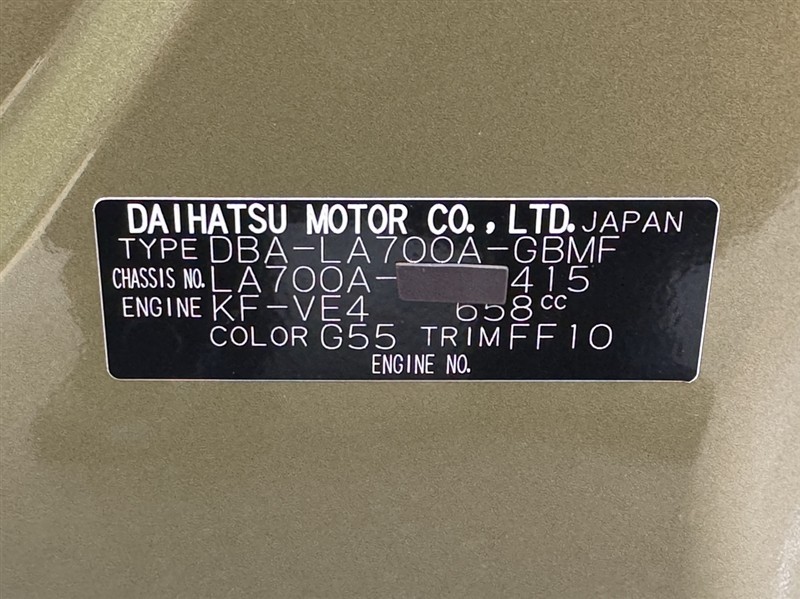 DAIHATSU MOTOR CO., LTD. JAPAN
TYPE DBA-LA700A-GBMF
CHASSIS NO. LA700A- 415
ENGINE KF-VE4 658cc
COLOR G55 TRIM FF10
ENGINE NO.